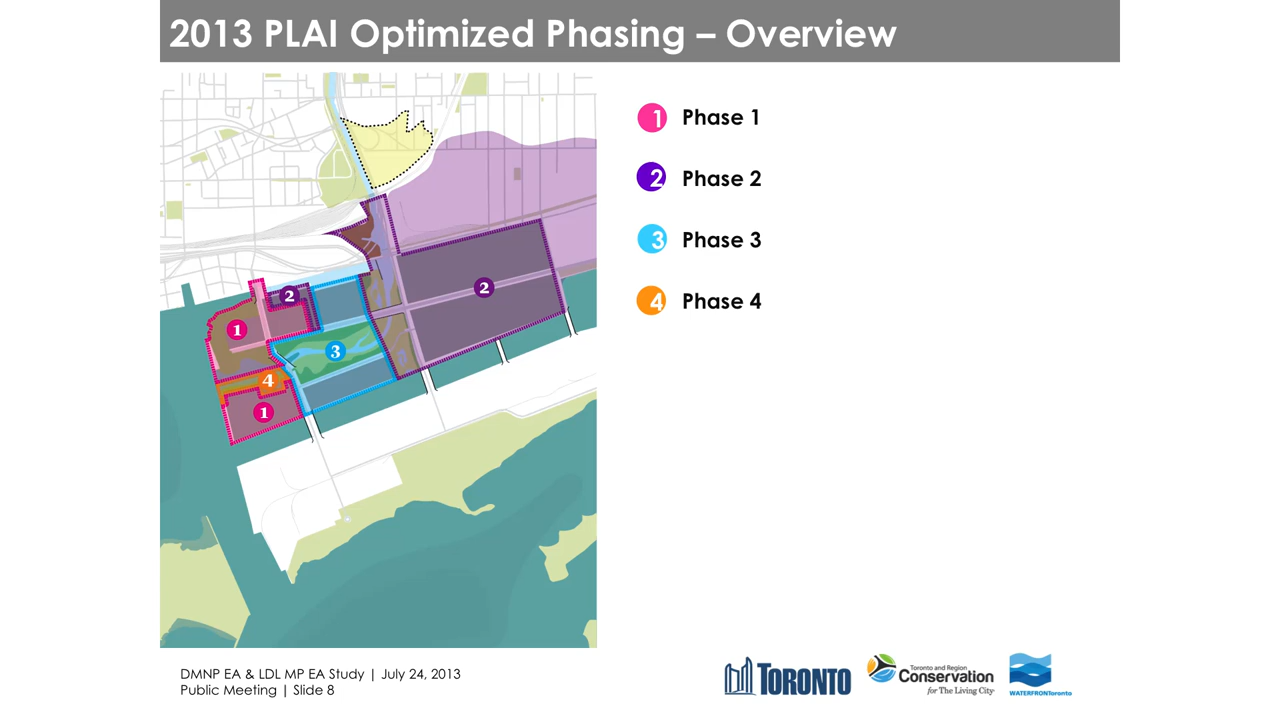 2013 PLAI Optimized Phasing – Overview
1 Phase 1
2 Phase 2
3 Phase 3
4 Phase 4
2
2
1
3
4
1
DMNP EA & LDL MP EA Study | July 24, 2013
Public Meeting | Slide 8
TORONTO
Toronto and Region
Conservation
for The Living City
WATERFRONToronto